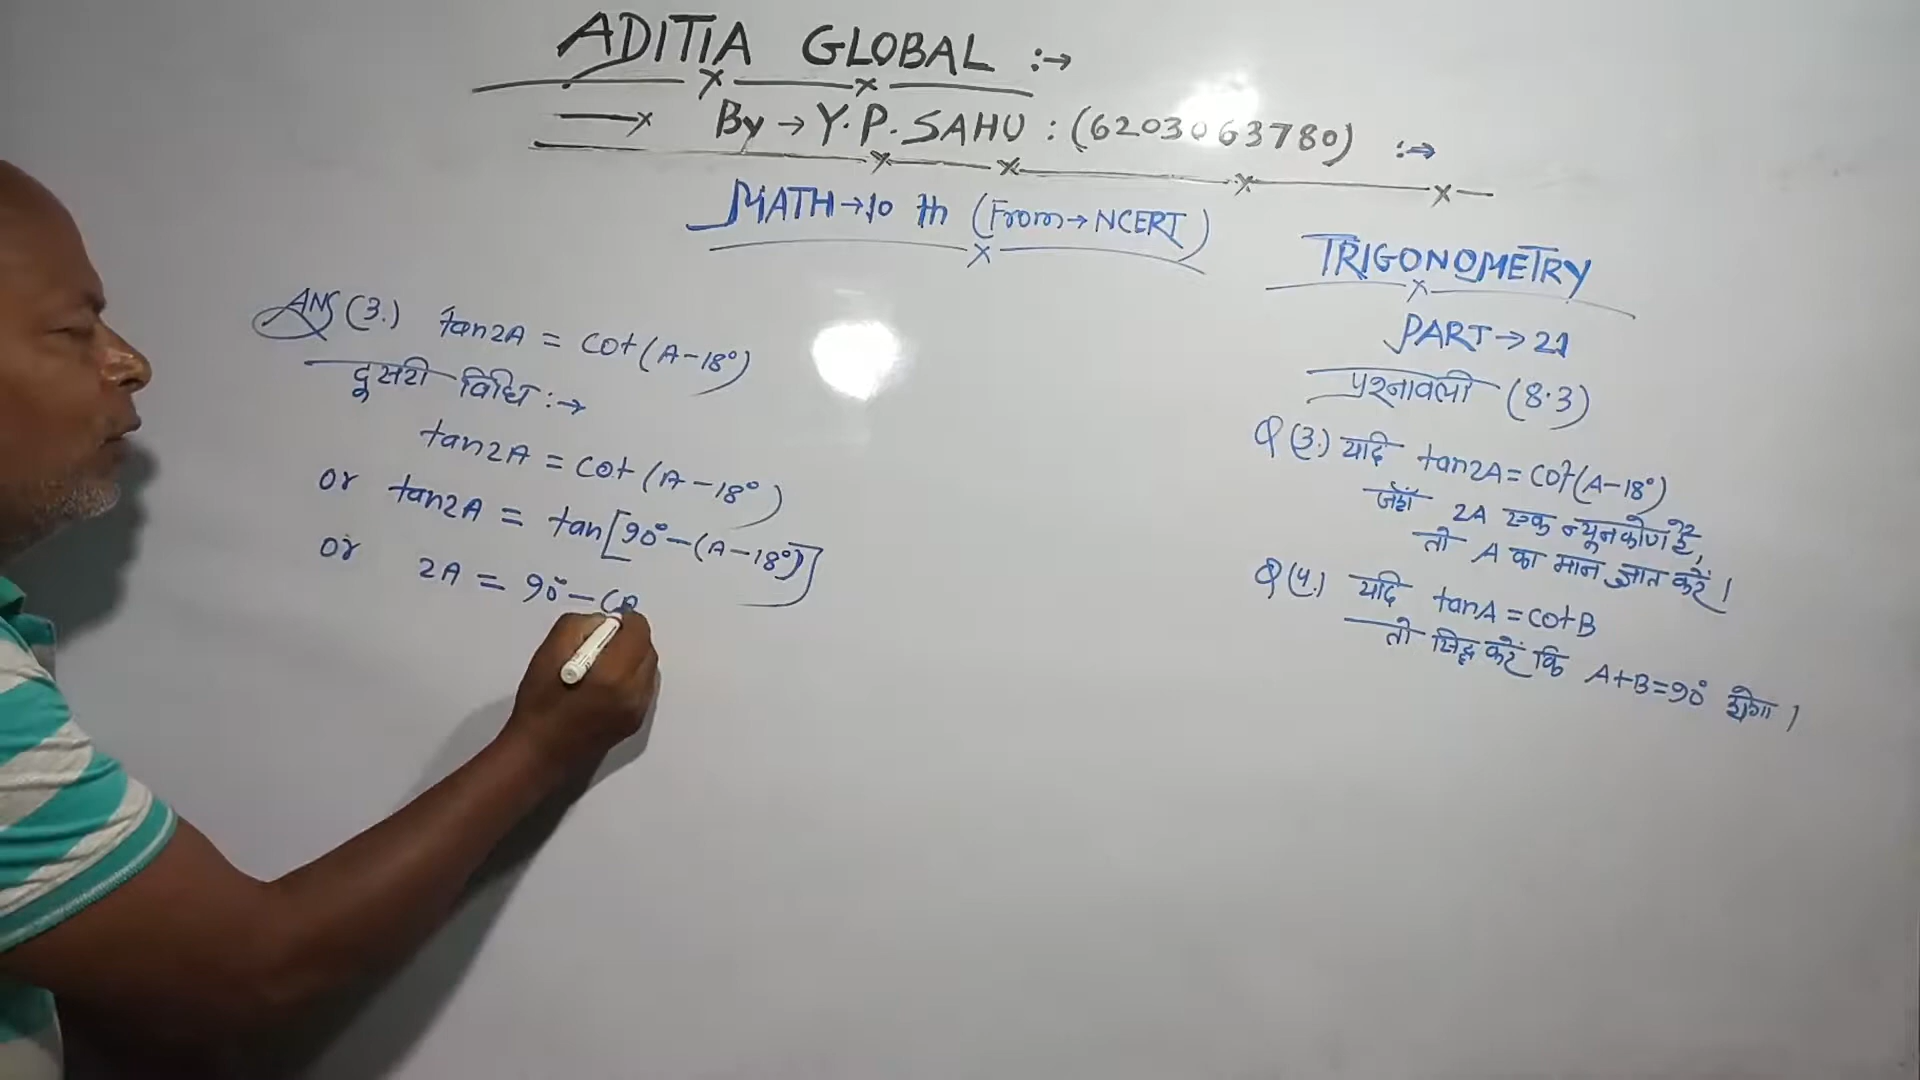 ADITIA GLOBAL :→
By → Y.P. SAHU : (6203063780) :→
MATH → 10 th (From → NCERT)
TRIGONOMETRY
PART → 21
प्रश्नावली (8.3)
Q (3.) यदि tan2A = cot(A-18°)
जहाँ 2A एक न्यूनकोण है,
तो A का मान ज्ञात करें।
Q (4.) यदि tanA = cotB
तो सिद्ध करें कि A+B=90° होगा।
ANS (3.) tan2A = cot(A-18°)
दूसरी विधि :→
tan2A = cot(A-18°)
or tan2A = tan[90°-(A-18°)]
or 2A = 90°-(A